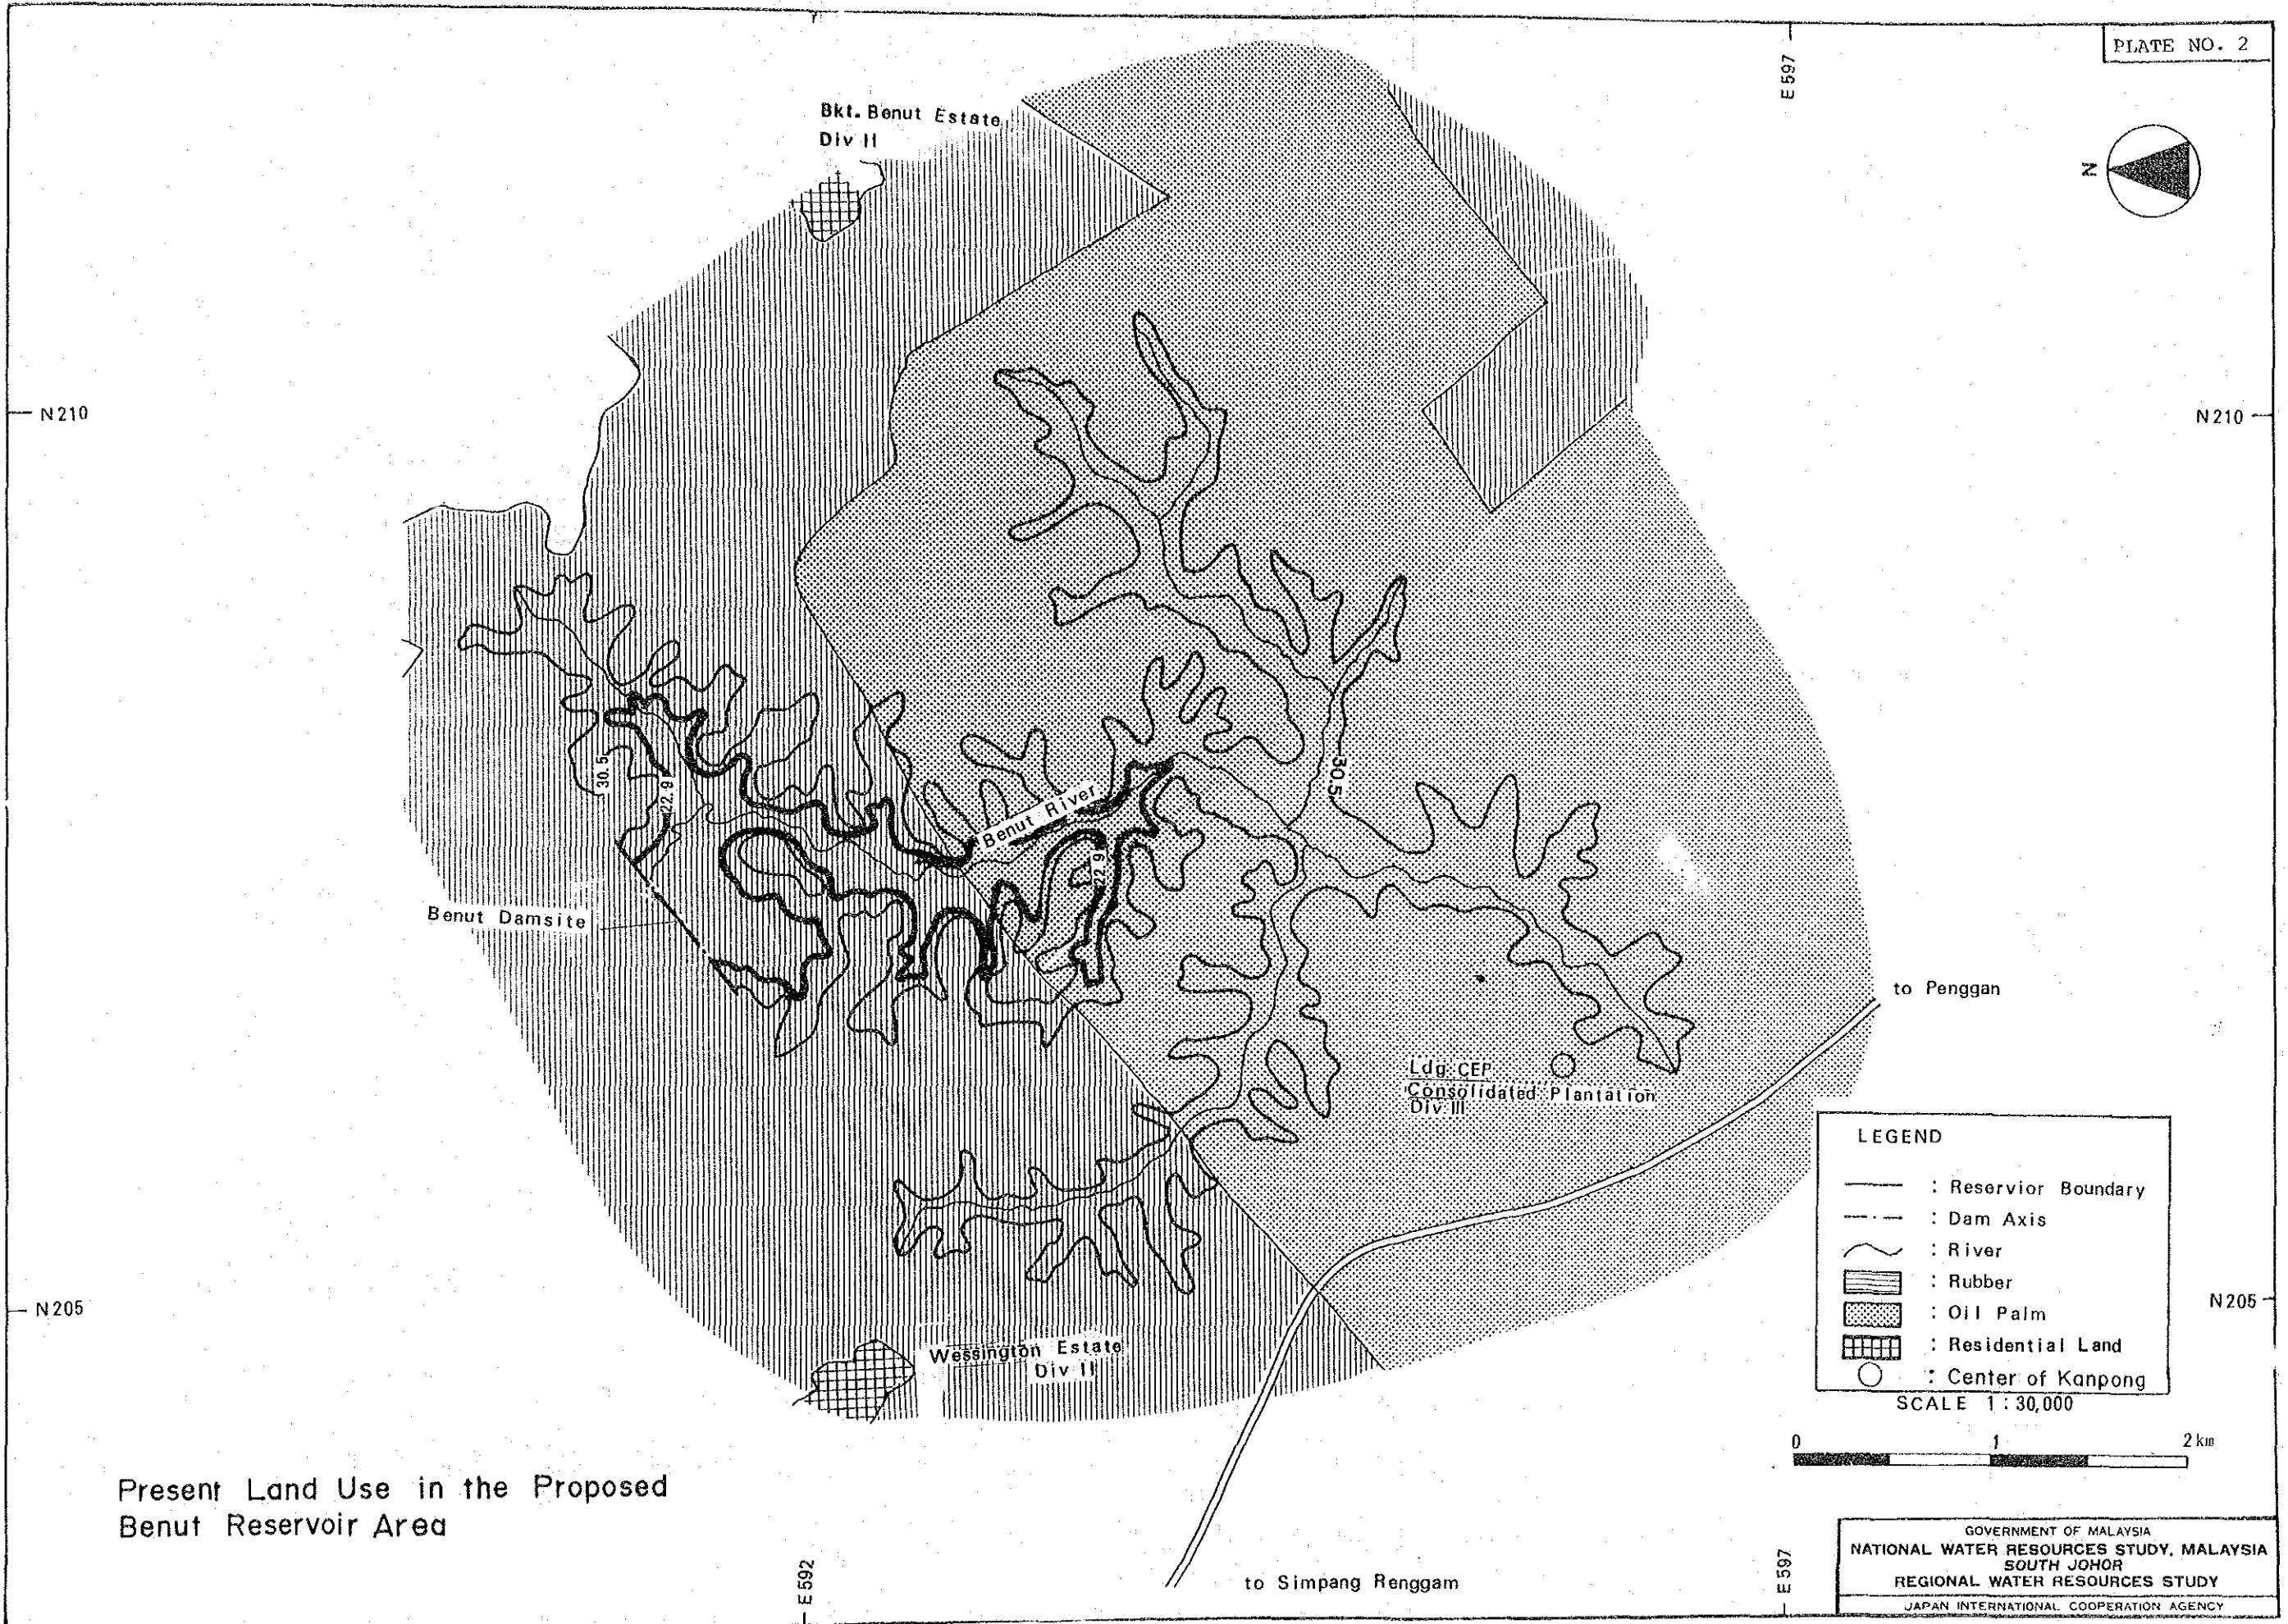 PLATE NO. 2
E 597
Bkt. Benut Estate
Div II
N
N 210
N 210
30.5
22.9
Benut River
30.5
22.9
Benut Damsite
to Penggan
Ldg CEP
Consolidated Plantation
Div III
LEGEND
: Reservior Boundary
: Dam Axis
: River
: Rubber
: Oil Palm
: Residential Land
: Center of Kanpong
SCALE 1 : 30,000
0 1 2 km
N 205
N 205
Wessington Estate
Div II
Present Land Use in the Proposed
Benut Reservoir Area
E 592
to Simpang Renggam
E 597
GOVERNMENT OF MALAYSIA
NATIONAL WATER RESOURCES STUDY, MALAYSIA
SOUTH JOHOR
REGIONAL WATER RESOURCES STUDY
JAPAN INTERNATIONAL COOPERATION AGENCY